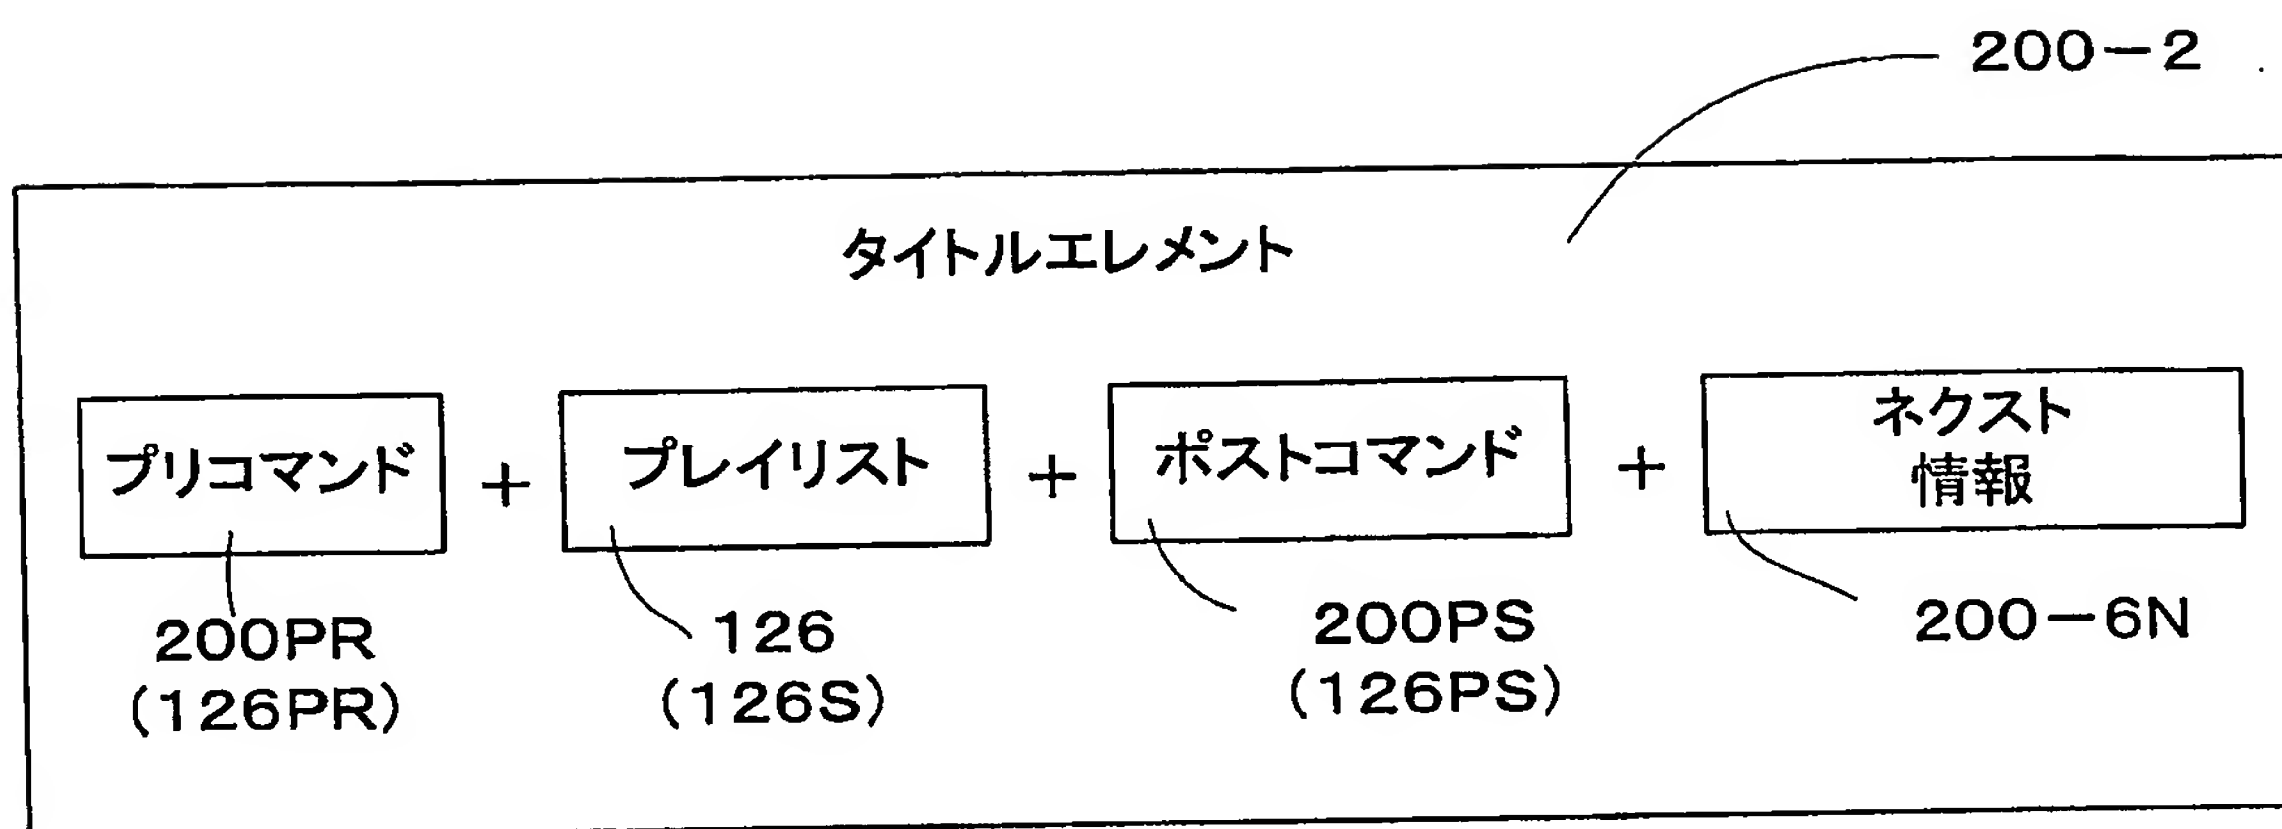 200－2
タイトルエレメント
プリコマンド + プレイリスト + ポストコマンド + ネクスト
情報
200PR
(126PR)
126
(126S)
200PS
(126PS)
200－6N